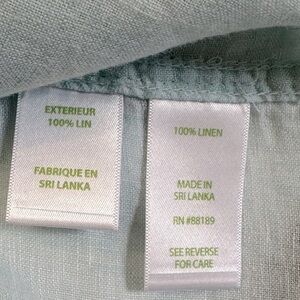 EXTERIEUR
100% LIN
FABRIQUE EN
SRI LANKA
100% LINEN
MADE IN
SRI LANKA
RN #88189
SEE REVERSE
FOR CARE